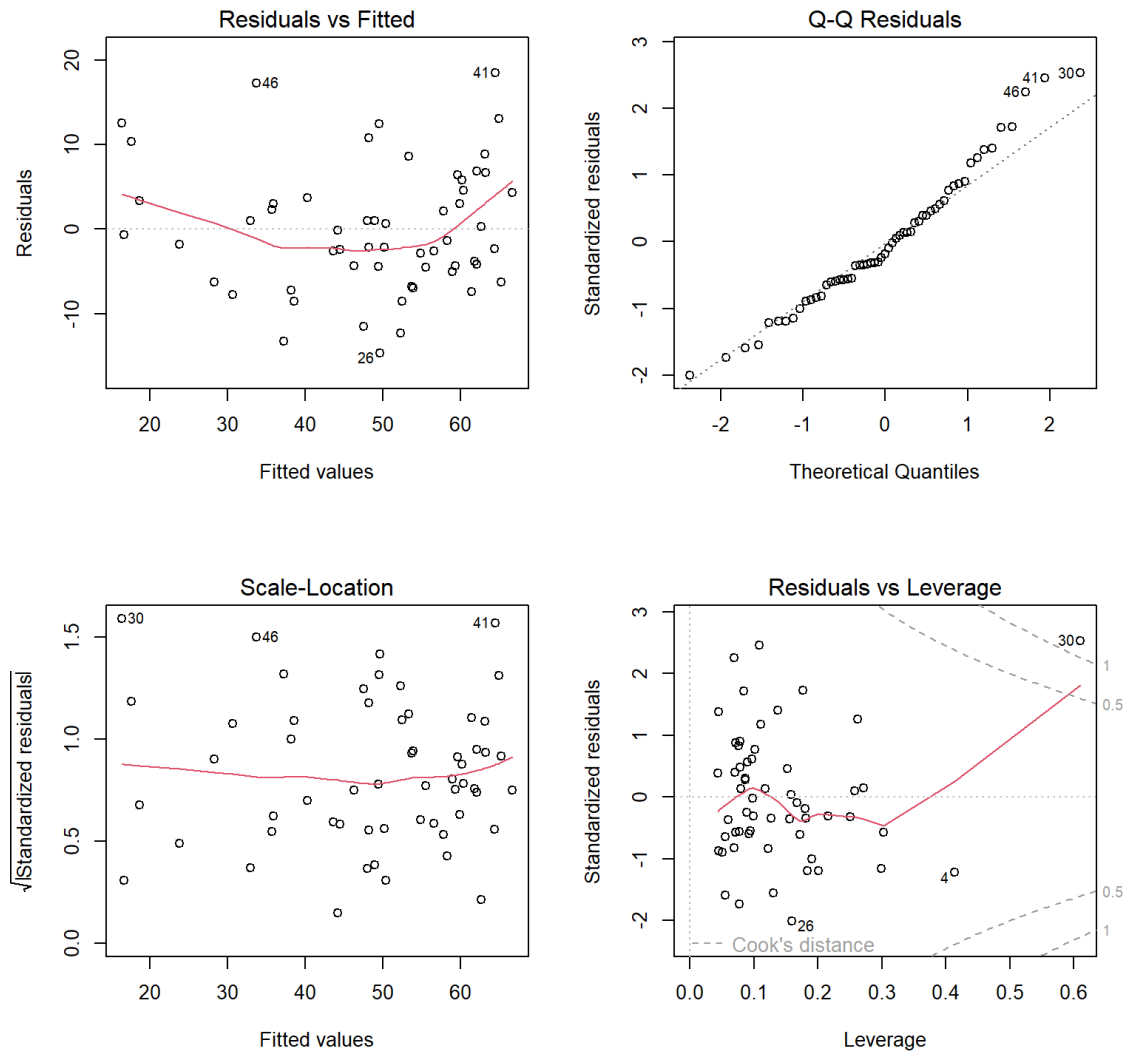 Residuals vs Fitted
Residuals
20
10
0
-10
46
41
26
20 30 40 50 60
Fitted values
Q-Q Residuals
Standardized residuals
3
2
1
0
-1
-2
46
41
30
-2 -1 0 1 2
Theoretical Quantiles
Scale-Location
√|Standardized residuals|
1.5
1.0
0.5
0.0
30
46
41
20 30 40 50 60
Fitted values
Residuals vs Leverage
Standardized residuals
3
2
1
0
-1
-2
30
4
26
1
0.5
0.5
1
Cook's distance
0.0 0.1 0.2 0.3 0.4 0.5 0.6
Leverage